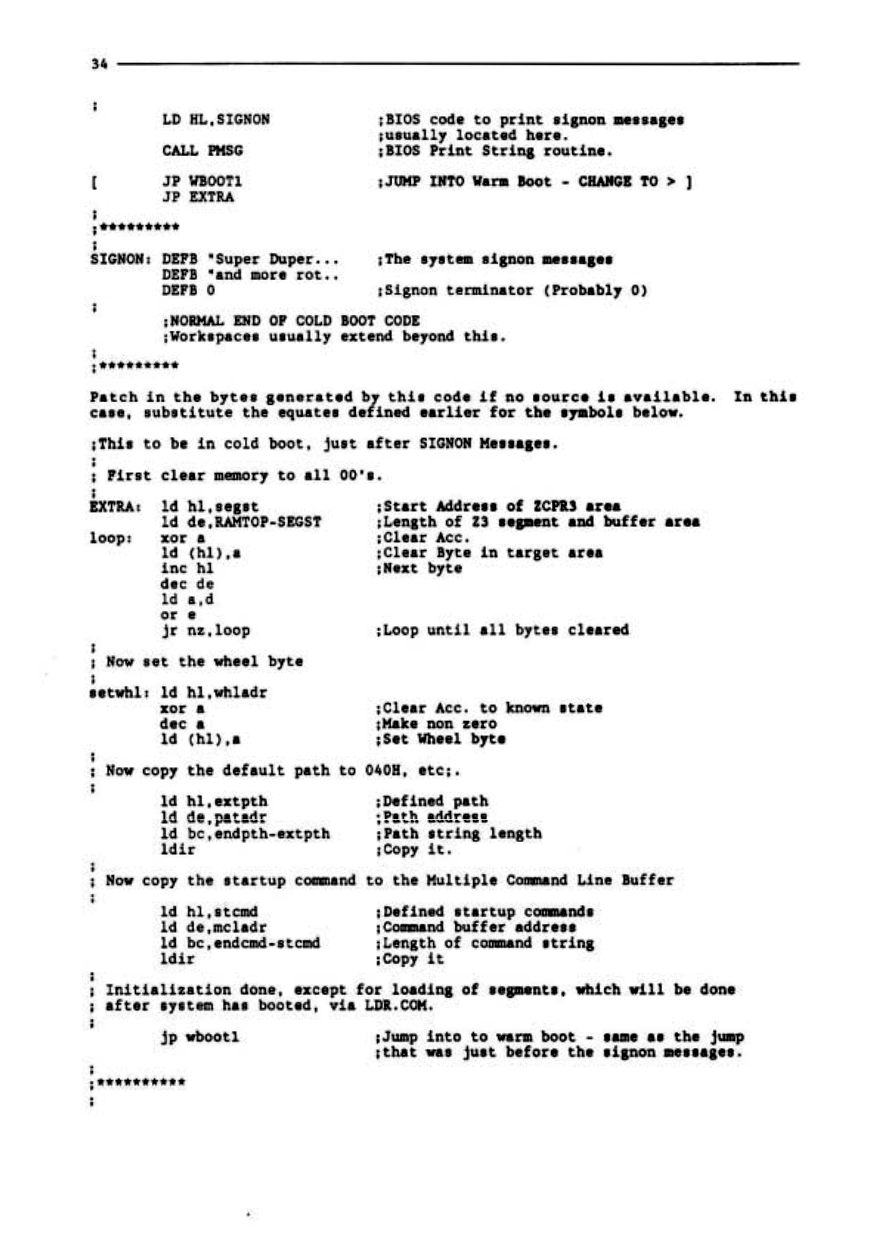 34
;
LD HL,SIGNON ;BIOS code to print signon messages
;usually located here.
CALL PMSG ;BIOS Print String routine.
[ JP WBOOT1 ;JUMP INTO Warm Boot - CHANGE TO > ]
JP EXTRA
;
;*********
;
SIGNON: DEFB "Super Duper... ;The system signon messages
DEFB "and more rot..
DEFB 0 ;Signon terminator (Probably 0)
;
;NORMAL END OF COLD BOOT CODE
;Workspaces usually extend beyond this.
;
;*********
Patch in the bytes generated by this code if no source is available. In this
case, substitute the equates defined earlier for the symbols below.
;This to be in cold boot, just after SIGNON Messages.
;
; First clear memory to all 00's.
;
EXTRA: ld hl,segst ;Start Address of ZCPR3 area
ld de,RAMTOP-SEGST ;Length of Z3 segment and buffer area
loop: xor a ;Clear Acc.
ld (hl),a ;Clear Byte in target area
inc hl ;Next byte
dec de
ld a,d
or e
jr nz,loop ;Loop until all bytes cleared
;
; Now set the wheel byte
;
setwhl: ld hl,whladr
xor a ;Clear Acc. to known state
dec a ;Make non zero
ld (hl),a ;Set Wheel byte
;
; Now copy the default path to 040H, etc;.
;
ld hl,extpth ;Defined path
ld de,patadr ;Path address
ld bc,endpth-extpth ;Path string length
ldir ;Copy it.
;
; Now copy the startup command to the Multiple Command Line Buffer
;
ld hl,stcmd ;Defined startup commands
ld de,mcladr ;Command buffer address
ld bc,endcmd-stcmd ;Length of command string
ldir ;Copy it
;
; Initialization done, except for loading of segments, which will be done
; after system has booted, via LDR.COM.
;
jp wboot1 ;Jump into to warm boot - same as the jump
;that was just before the signon messages.
;
;**********
;